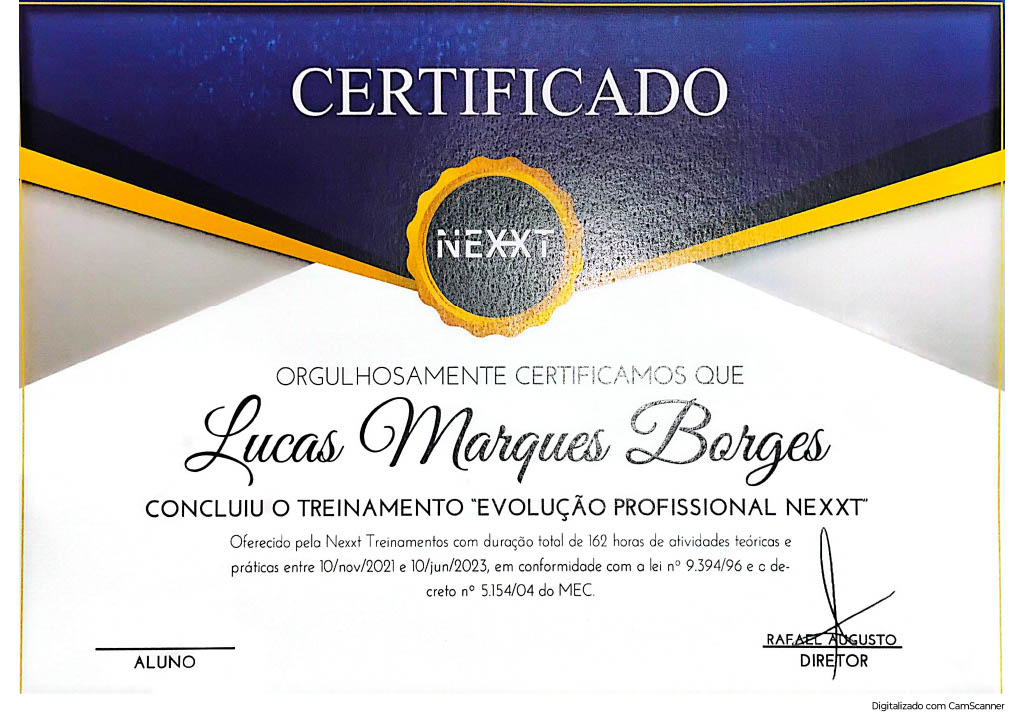 CERTIFICADO
NEXXT
ORGULHOSAMENTE CERTIFICAMOS QUE
Lucas Marques Borges
CONCLUIU O TREINAMENTO "EVOLUÇÃO PROFISSIONAL NEXXT"
Oferecido pela Nexxt Treinamentos com duração total de 162 horas de atividades teóricas e
práticas entre 10/nov/2021 e 10/jun/2023, em conformidade com a lei nº 9.394/96 e o de-
creto nº 5.154/04 do MEC.
RAFAEL AUGUSTO
ALUNO
DIRETOR
Digitalizado com CamScanner